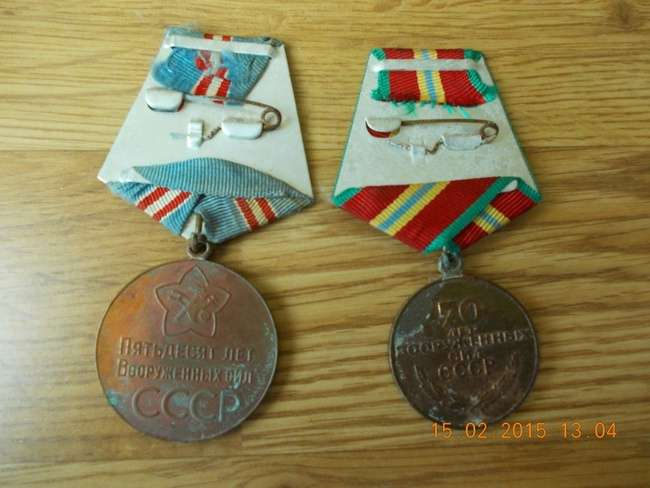 Пятьдесят лет
Вооруженных сил
СССР
70
лет
вооруженных
сил
СССР
15 02 2015 13 04